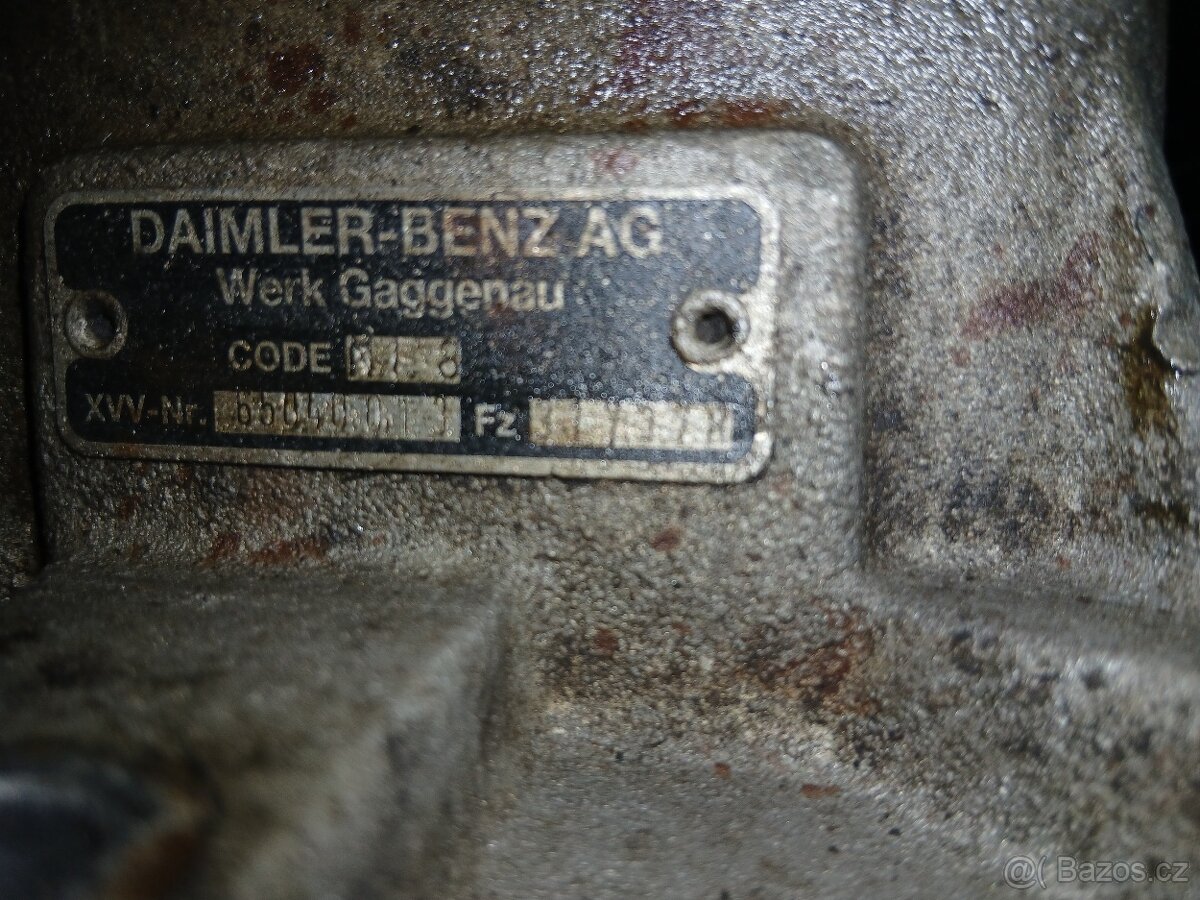 DAIMLER-BENZ AG
Werk Gaggenau
CODE
XVV-Nr. Fz
@( Bazos.cz